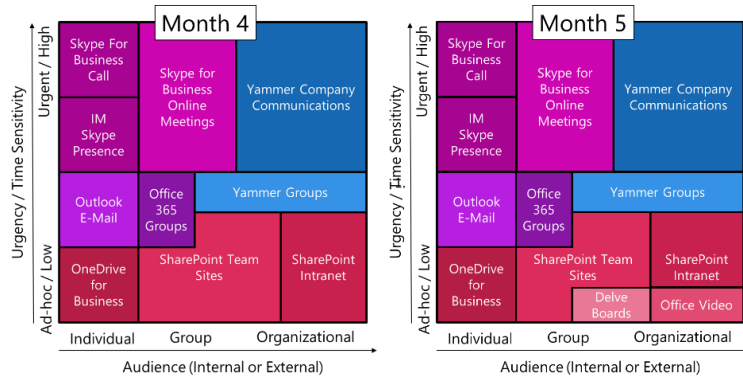 Month 4
Urgency / Time Sensitivity
Urgent / High
Ad-hoc / Low
Skype For
Business
Call
Skype for
Business
Online
Meetings
Yammer Company
Communications
IM
Skype
Presence
Outlook
E-Mail
Office
365
Groups
Yammer Groups
OneDrive
for
Business
SharePoint Team
Sites
SharePoint
Intranet
Individual
Group
Organizational
Audience (Internal or External)
Month 5
Urgency / Time Sensitivity
Urgent / High
Ad-hoc / Low
Skype For
Business
Call
Skype for
Business
Online
Meetings
Yammer Company
Communications
IM
Skype
Presence
Outlook
E-Mail
Office
365
Groups
Yammer Groups
OneDrive
for
Business
SharePoint Team
Sites
SharePoint
Intranet
Delve
Boards
Office Video
Individual
Group
Organizational
Audience (Internal or External)